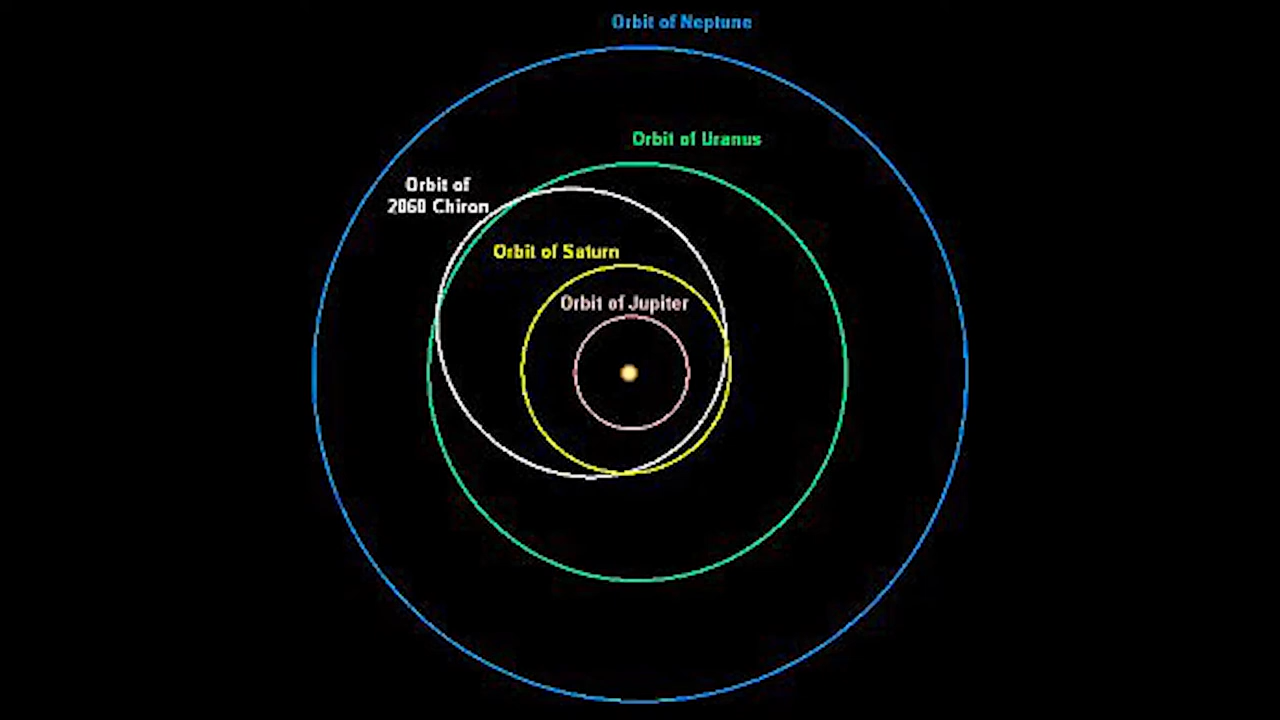 Orbit of Neptune
Orbit of Uranus
Orbit of
2060 Chiron
Orbit of Saturn
Orbit of Jupiter